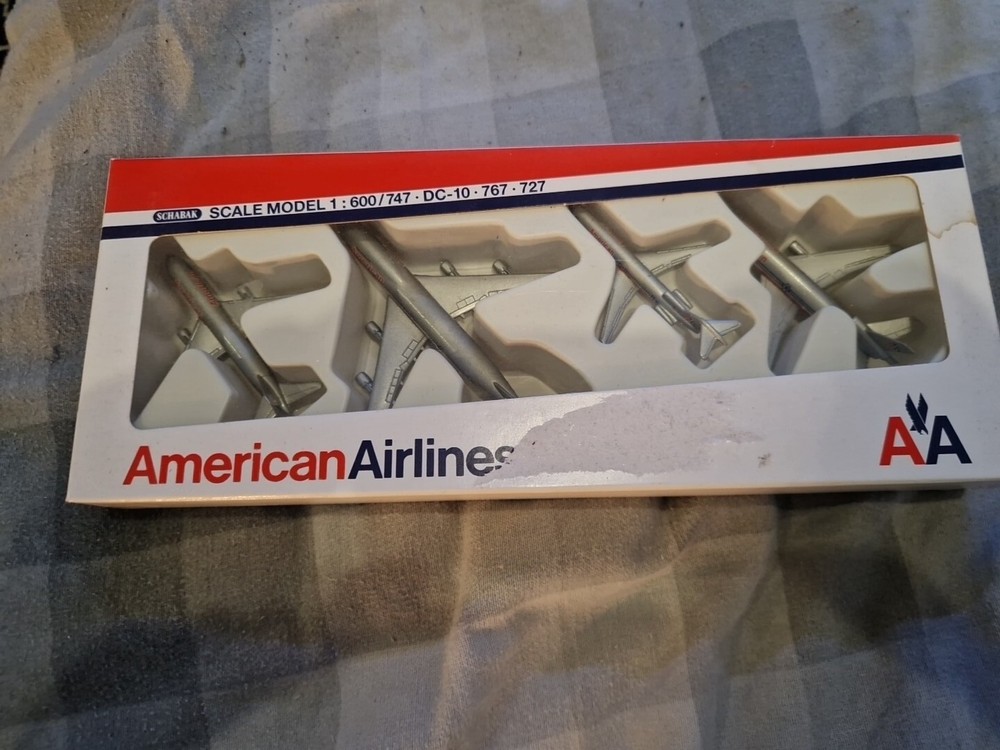 SCHABAK SCALE MODEL 1:600/747 · DC-10 · 767 · 727
AmericanAirlines
AA